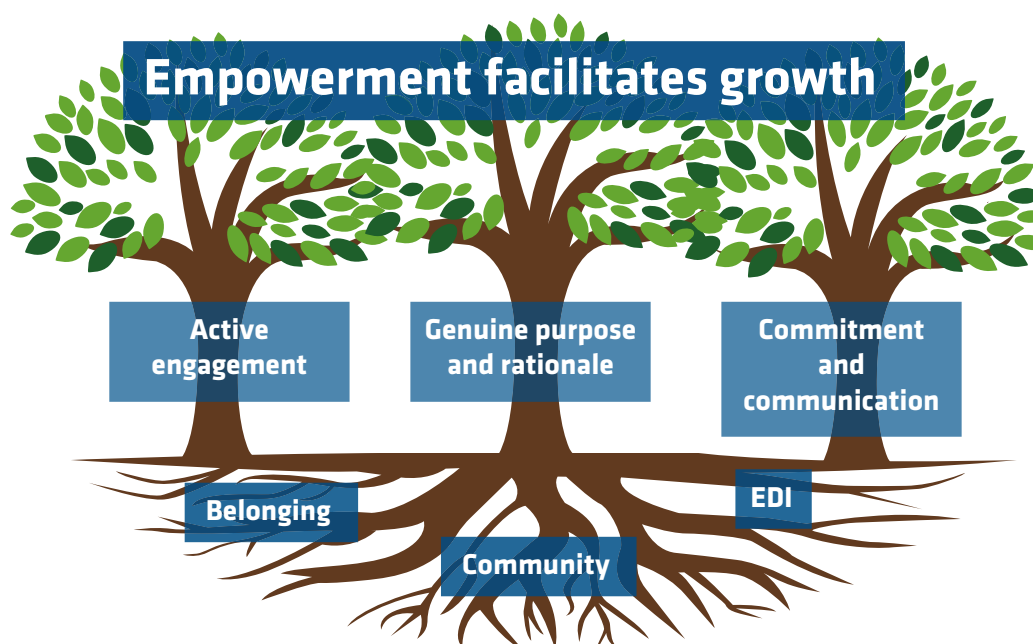 Empowerment facilitates growth
Active
engagement
Genuine purpose
and rationale
Commitment
and
communication
Belonging
EDI
Community